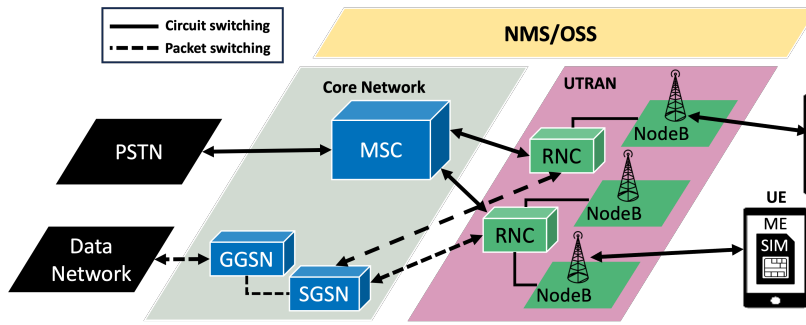 Circuit switching
Packet switching
NMS/OSS
Core Network
UTRAN
PSTN
MSC
RNC
NodeB
NodeB
UE
ME
SIM
RNC
Data
Network
GGSN
SGSN
NodeB